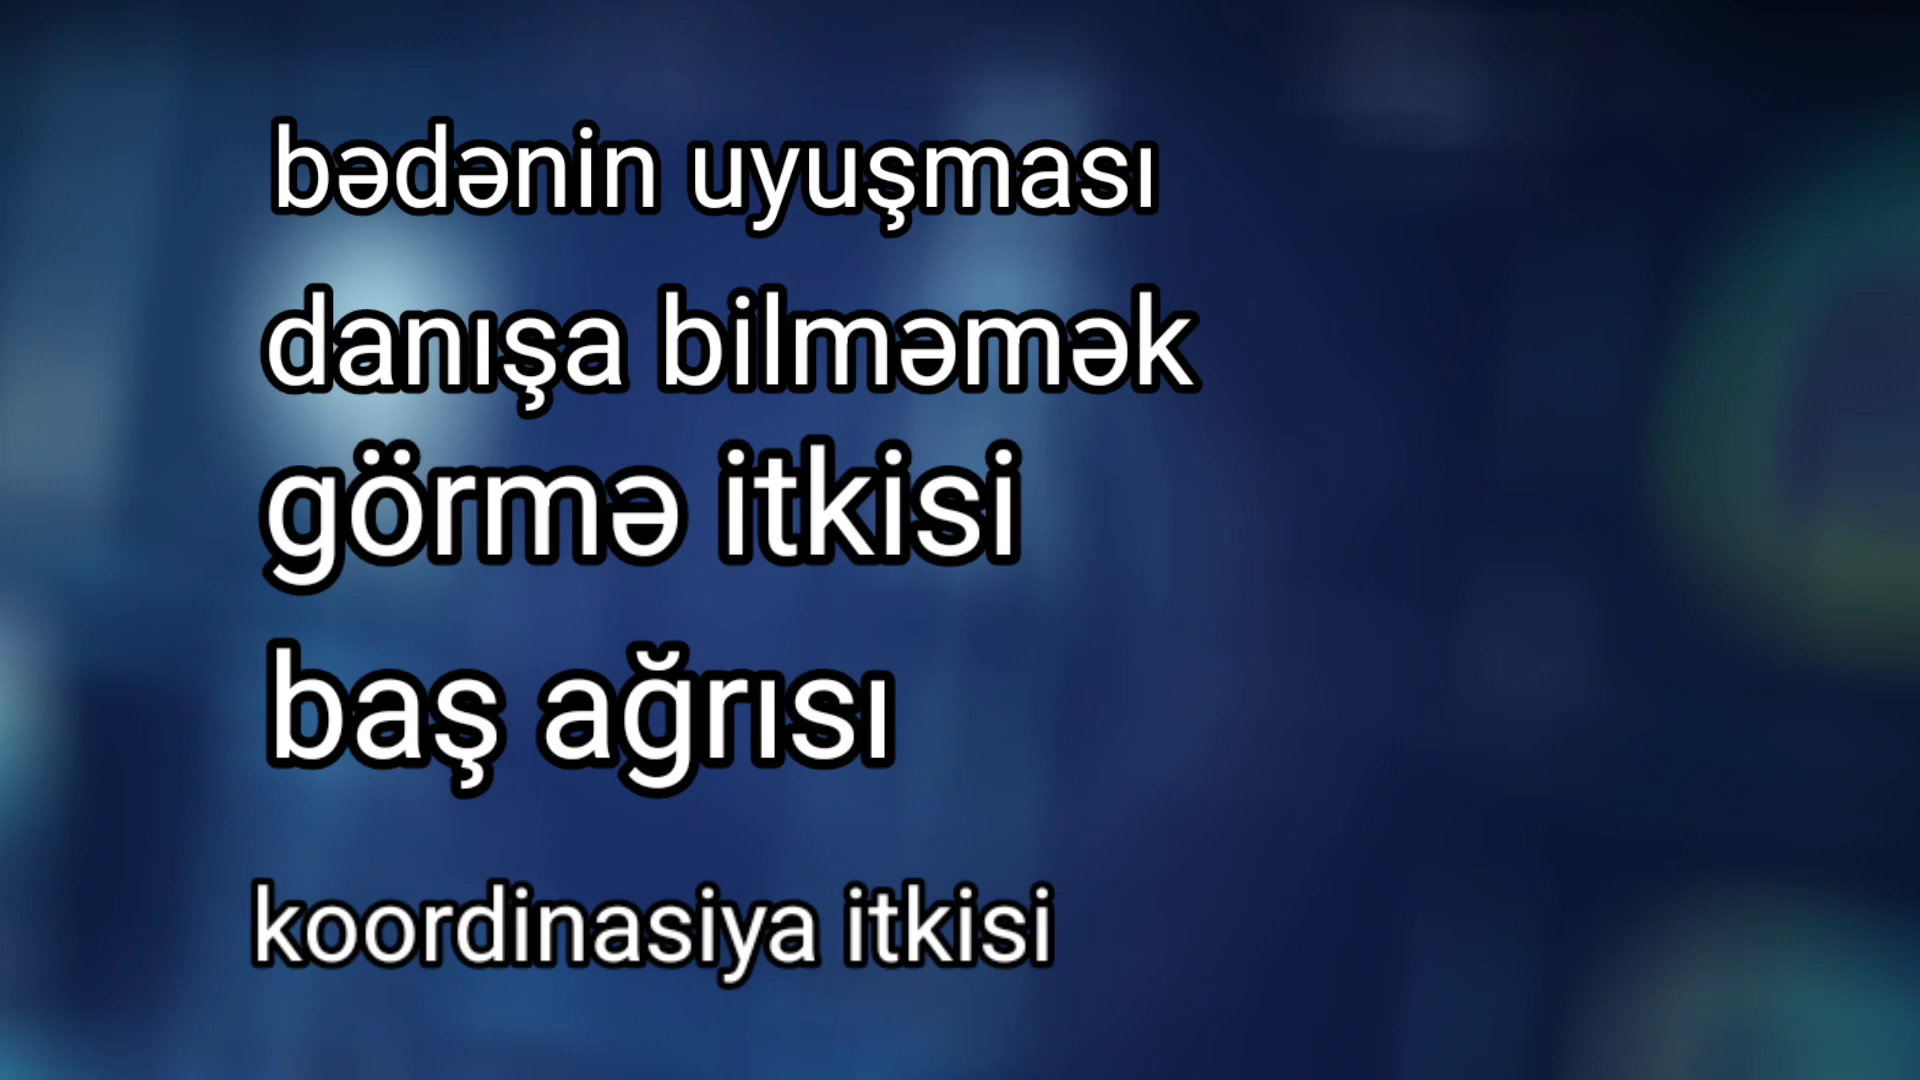 bədənin uyuşması
danışa bilməmək
görmə itkisi
baş ağrısı
koordinasiya itkisi